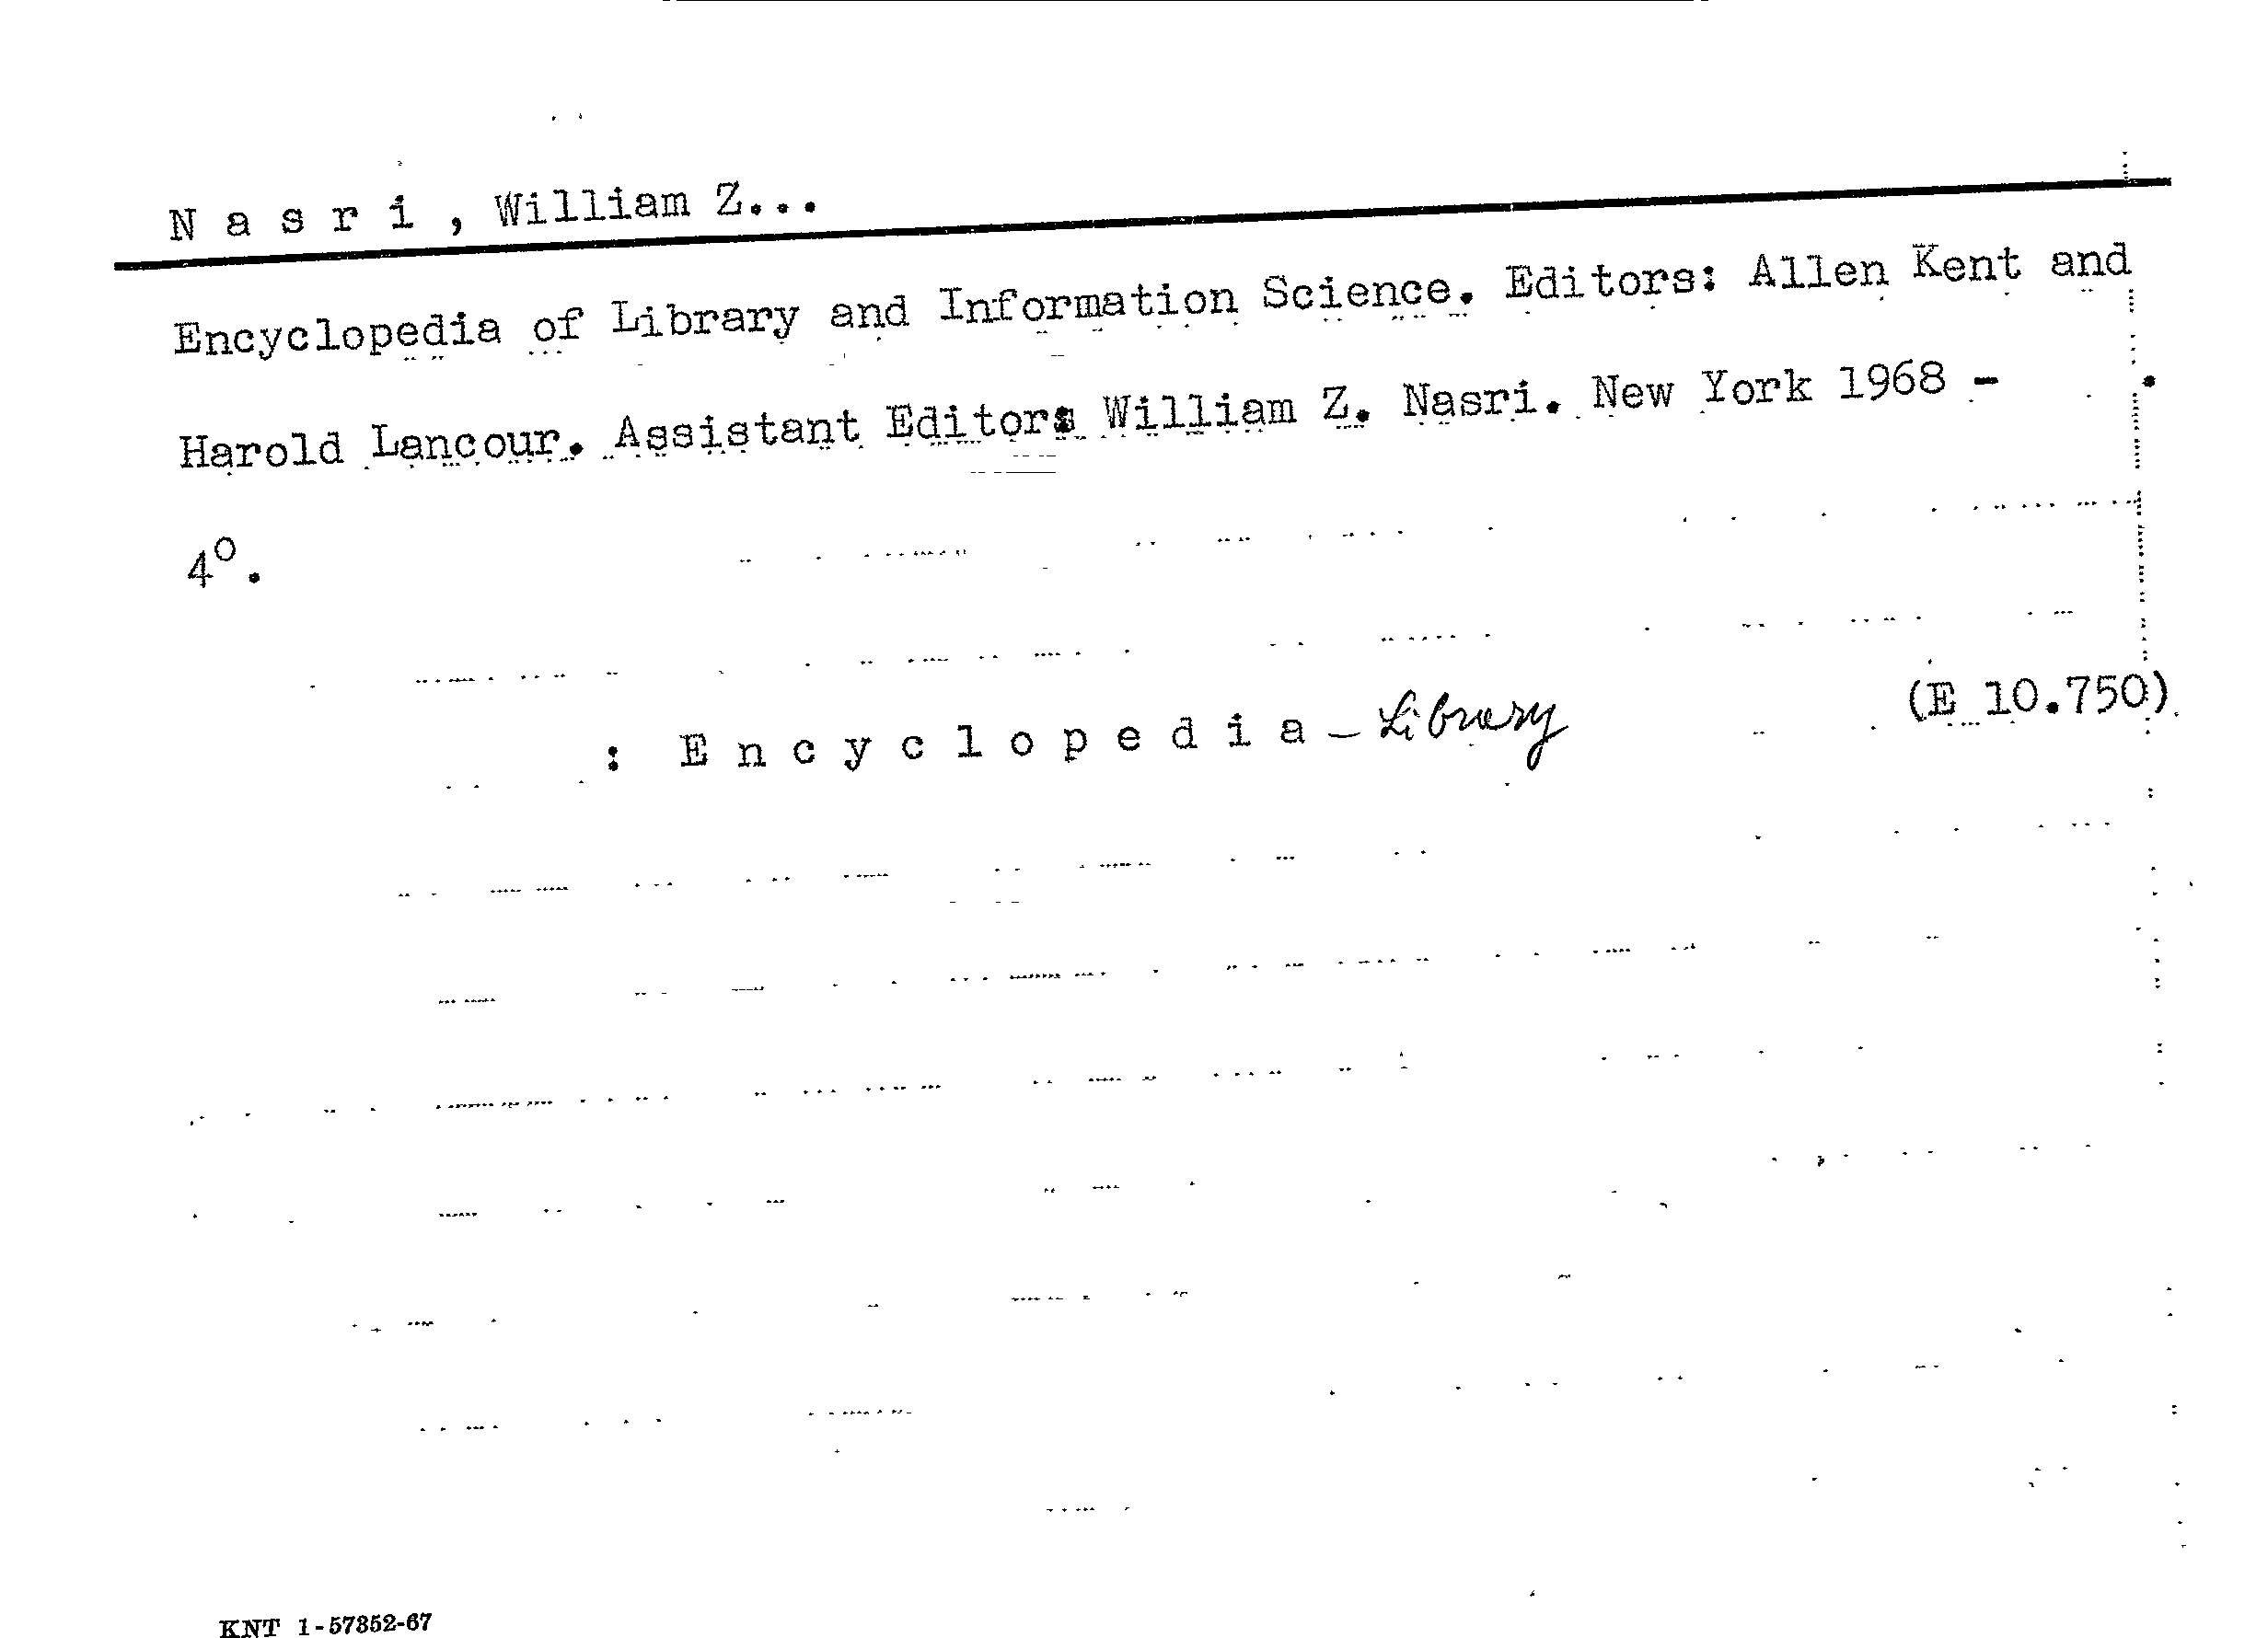 N a s r i , William Z...
Encyclopedia of Library and Information Science. Editors: Allen Kent and
Harold Lancour. Assistant Editor: William Z. Nasri. New York 1968 - .
4°.
(E 10.750)
: E n c y c l o p e d i a - Library
KNT 1-57352-67